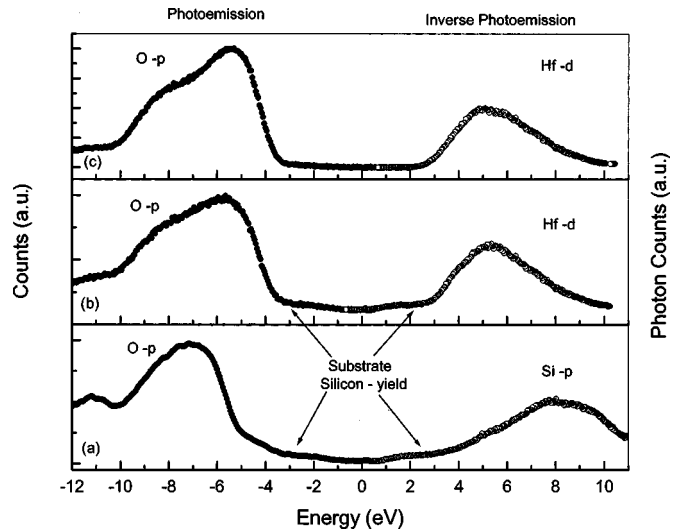 Photoemission
Inverse Photoemission
O -p
Hf -d
(c)
O -p
Hf -d
(b)
O -p
Substrate
Silicon - yield
Si -p
(a)
Counts (a.u.)
Photon Counts (a.u.)
-12 -10 -8 -6 -4 -2 0 2 4 6 8 10
Energy (eV)